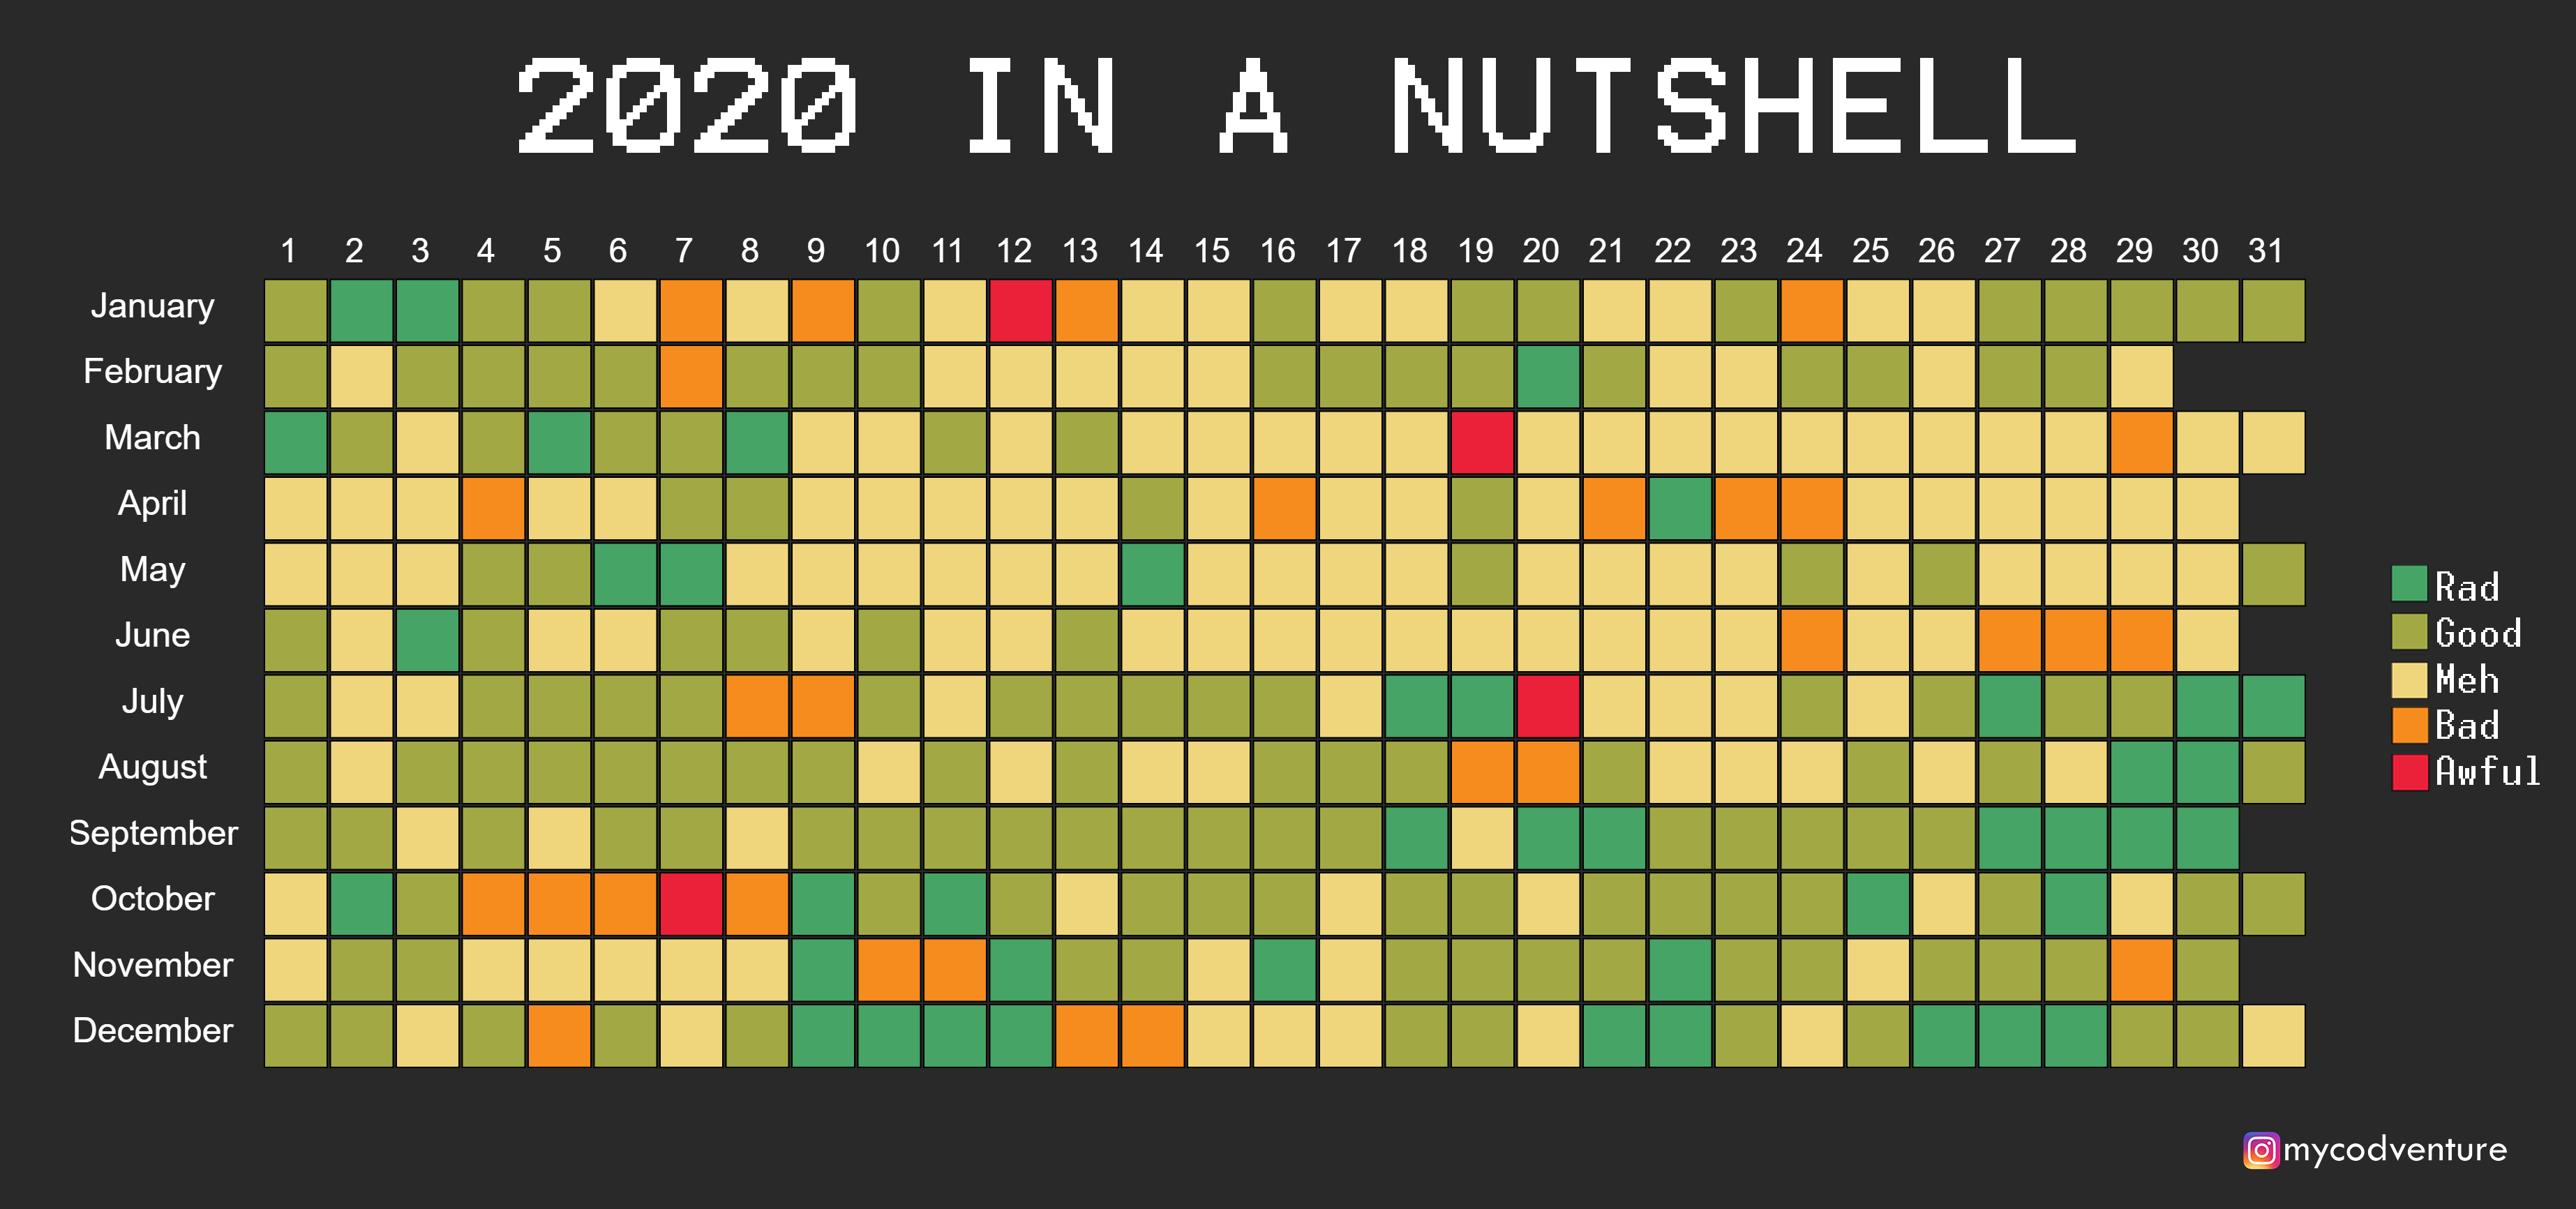 2020 IN A NUTSHELL
1 2 3 4 5 6 7 8 9 10 11 12 13 14 15 16 17 18 19 20 21 22 23 24 25 26 27 28 29 30 31
January
February
March
April
May
June
July
August
September
October
November
December
Rad
Good
Meh
Bad
Awful
mycodventure